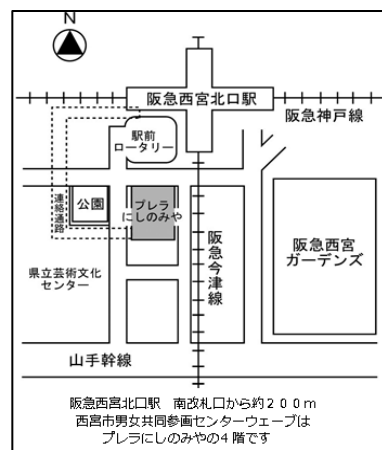 N
阪急西宮北口駅
阪急神戸線
駅前
ロータリー
連絡通路
公園
プレラ
にしのみや
阪急今津線
阪急西宮
ガーデンズ
県立芸術文化
センター
山手幹線
阪急西宮北口駅 南改札口から約200m
西宮市男女共同参画センターウェーブは
プレラにしのみやの4階です